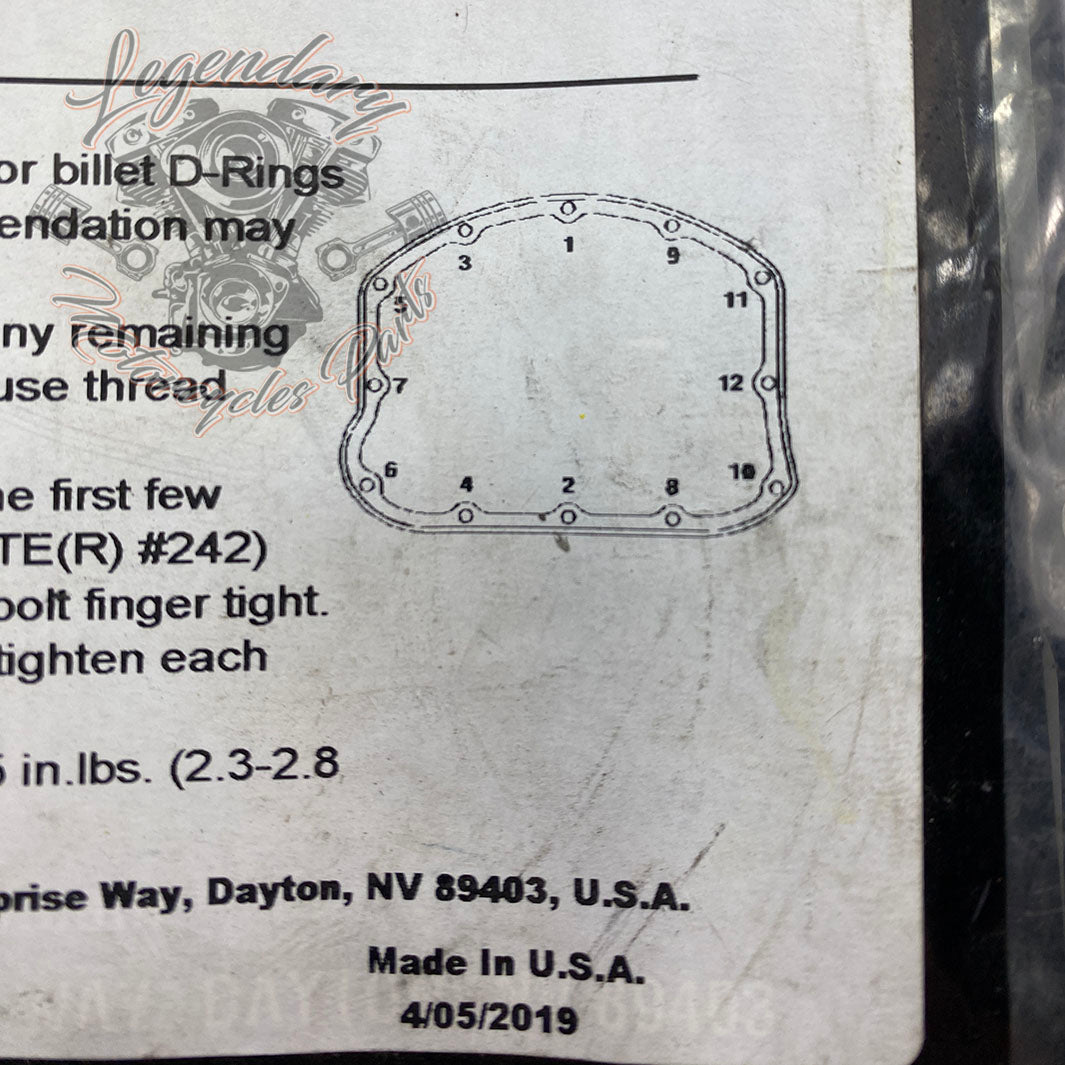 Legendary
Motorcycles Parts
or billet D-Rings
endation may
ny remaining
use thread
e first few
TE(R) #242)
bolt finger tight.
tighten each
in.lbs. (2.3-2.8
1
3
9
5
11
7
12
6
4
2
8
10
prise Way, Dayton, NV 89403, U.S.A.
Made In U.S.A.
4/05/2019